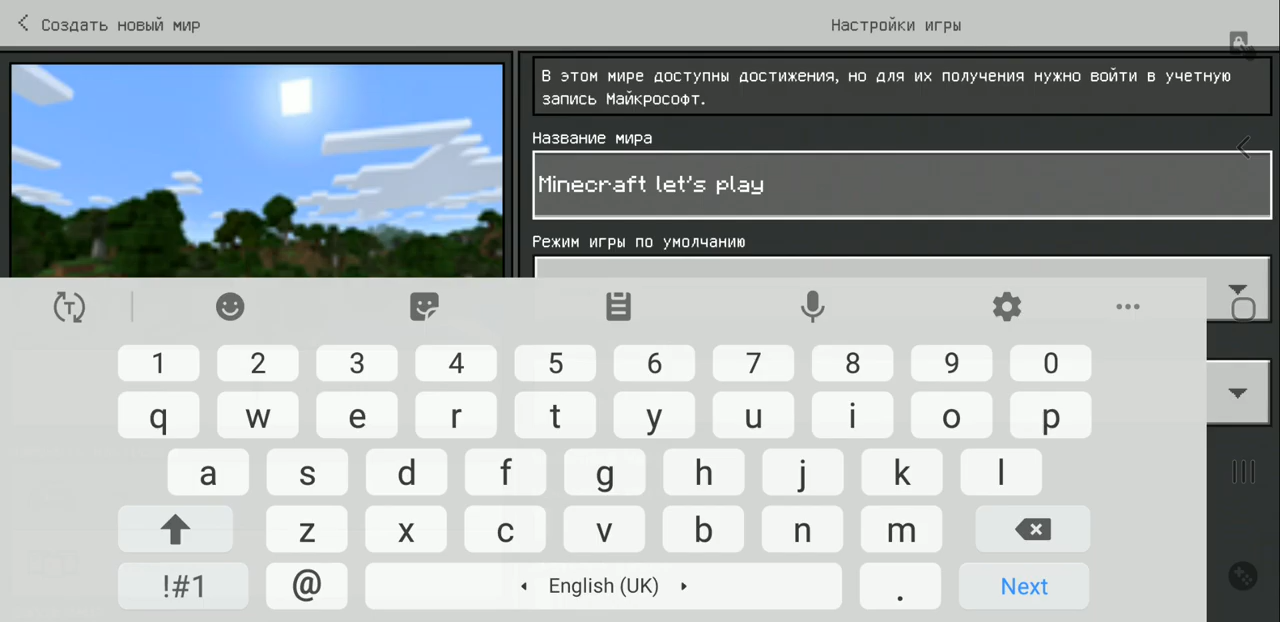 Создать новый мир
Настройки игры
В этом мире доступны достижения, но для их получения нужно войти в учетную
запись Майкрософт.
Название мира
Minecraft let's play
Режим игры по умолчанию
1 2 3 4 5 6 7 8 9 0
q w e r t y u i o p
a s d f g h j k l
z x c v b n m
!#1 @ English (UK) . Next